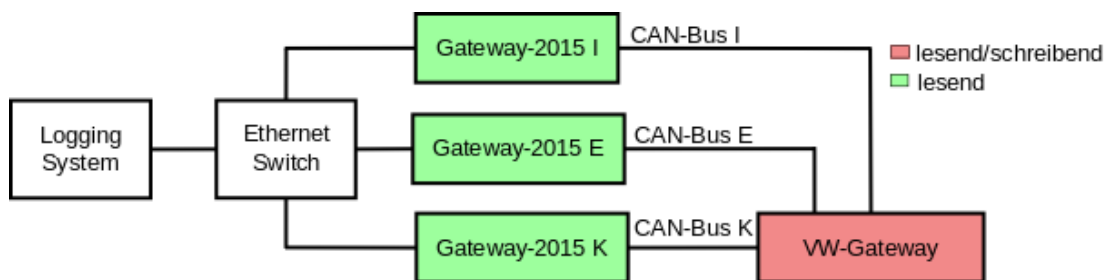 Gateway-2015 I
CAN-Bus I
lesend/schreibend
lesend
Logging
System
Ethernet
Switch
Gateway-2015 E
CAN-Bus E
Gateway-2015 K
CAN-Bus K
VW-Gateway